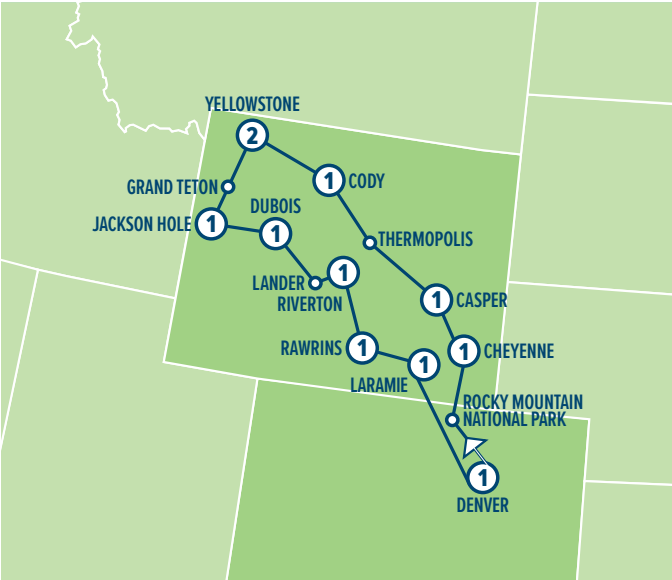 YELLOWSTONE
2
1 CODY
GRAND TETON
DUBOIS
JACKSON HOLE 1
1
THERMOPOLIS
LANDER
1
RIVERTON
1 CASPER
RAWRINS 1
1 CHEYENNE
1
LARAMIE
ROCKY MOUNTAIN
NATIONAL PARK
1
DENVER